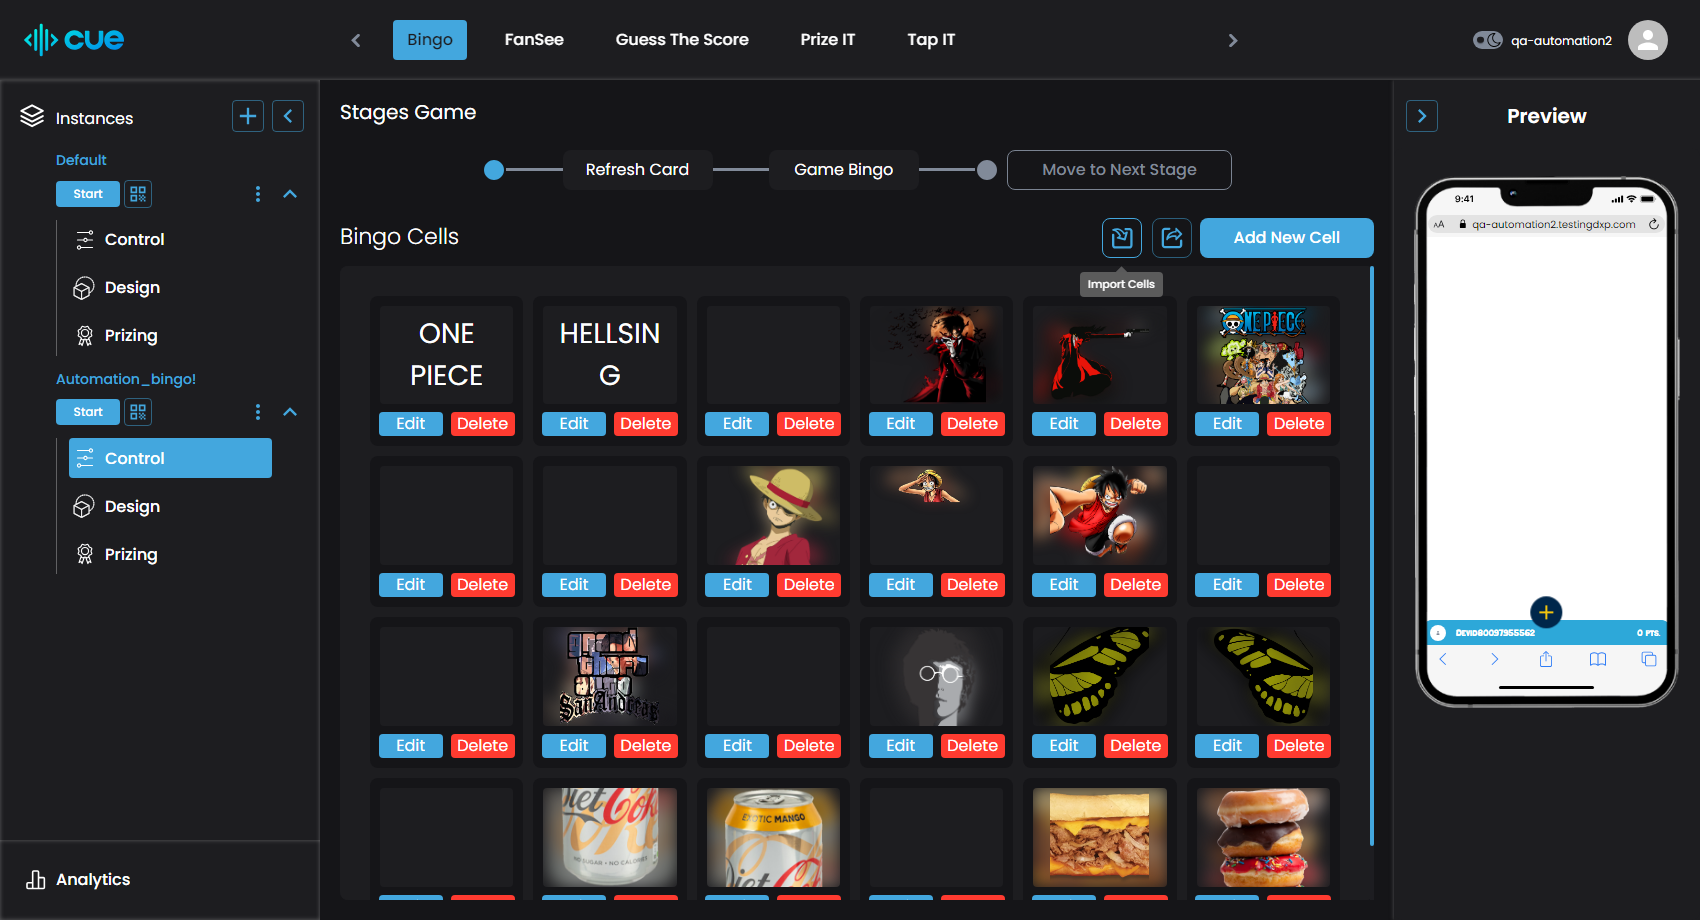 cue
Bingo
FanSee
Guess The Score
Prize IT
Tap IT
qa-automation2
Instances
Default
Start
Control
Design
Prizing
Automation_bingo!
Start
Control
Design
Prizing
Analytics
Stages Game
Refresh Card
Game Bingo
Move to Next Stage
Bingo Cells
Add New Cell
Import Cells
ONE
PIECE
HELLSIN
G
ONE PIECE
Edit Delete Edit Delete Edit Delete Edit Delete Edit Delete Edit Delete
Edit Delete Edit Delete Edit Delete Edit Delete Edit Delete Edit Delete
grand
theft
auto
San Andreas
Edit Delete Edit Delete Edit Delete Edit Delete Edit Delete Edit Delete
Diet Coke
NO SUGAR • NO CALORIES
EXOTIC MANGO
Diet Co
Preview
9:41
AA qa-automation2.testingdxp.com
0 PTS.